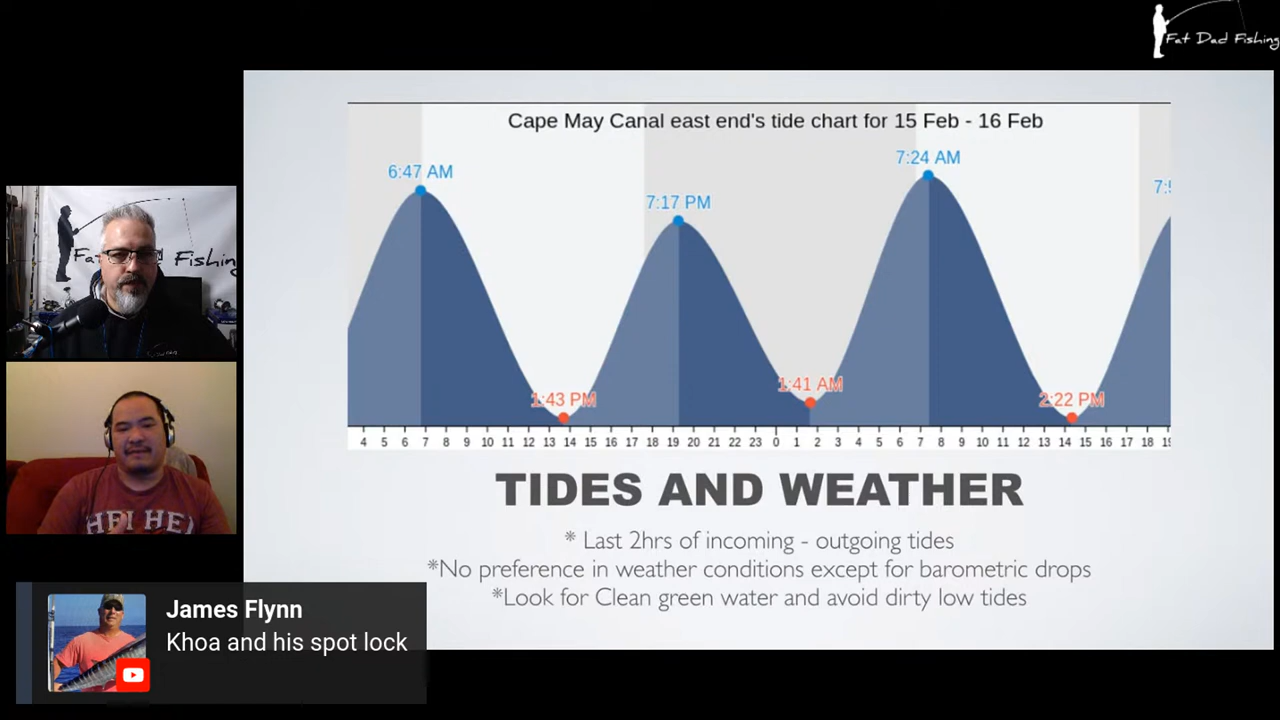 Fat Dad Fishing
Cape May Canal east end's tide chart for 15 Feb - 16 Feb
6:47 AM
7:17 PM
7:24 AM
1:43 PM
1:41 AM
2:22 PM
4 5 6 7 8 9 10 11 12 13 14 15 16 17 18 19 20 21 22 23 0 1 2 3 4 5 6 7 8 9 10 11 12 13 14 15 16 17 18
TIDES AND WEATHER
* Last 2hrs of incoming - outgoing tides
*No preference in weather conditions except for barometric drops
*Look for Clean green water and avoid dirty low tides
Fat Dad Fishing
James Flynn
Khoa and his spot lock